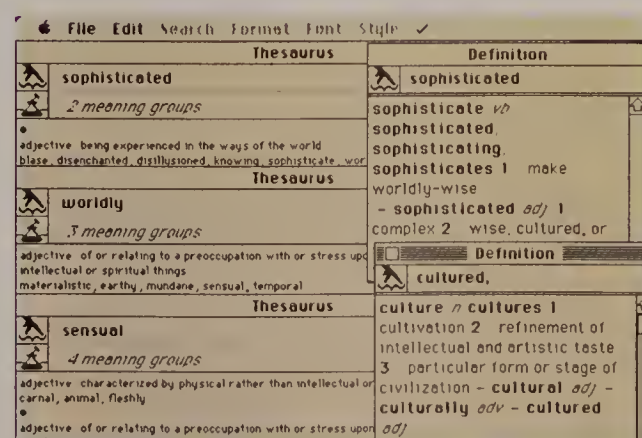 File Edit Search Format Font Style ✓
Thesaurus
sophisticated
2 meaning groups
•
adjective being experienced in the ways of the world
blase, disenchanted, disillusioned, knowing, sophisticate, wor
Thesaurus
worldly
3 meaning groups
adjective of or relating to a preoccupation with or stress upo
intellectual or spiritual things
materialistic, earthy, mundane, sensual, temporal
Thesaurus
sensual
4 meaning groups
adjective characterized by physical rather than intellectual or
carnal, animal, fleshly
•
adjective of or relating to a preoccupation with or stress upon
Definition
sophisticated
sophisticate vb
sophisticated,
sophisticating,
sophisticates 1 make
worldly-wise
- sophisticated adj 1
complex 2 wise, cultured, or
Definition
cultured,
culture n cultures 1
cultivation 2 refinement of
intellectual and artistic taste
3 particular form or stage of
civilization - cultural adj -
culturally adv - cultured
adj